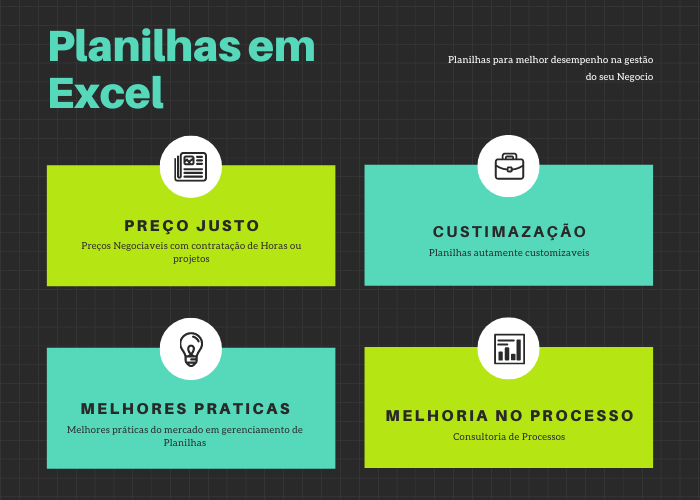 Planilhas em
Excel
Planilhas para melhor desempenho na gestão
do seu Negocio
PREÇO JUSTO
Preços Negociaveis com contratação de Horas ou
projetos
CUSTIMAZAÇÃO
Planilhas autamente customizaveis
MELHORES PRATICAS
Melhores práticas do mercado em gerenciamento de
Planilhas
MELHORIA NO PROCESSO
Consultoria de Processos